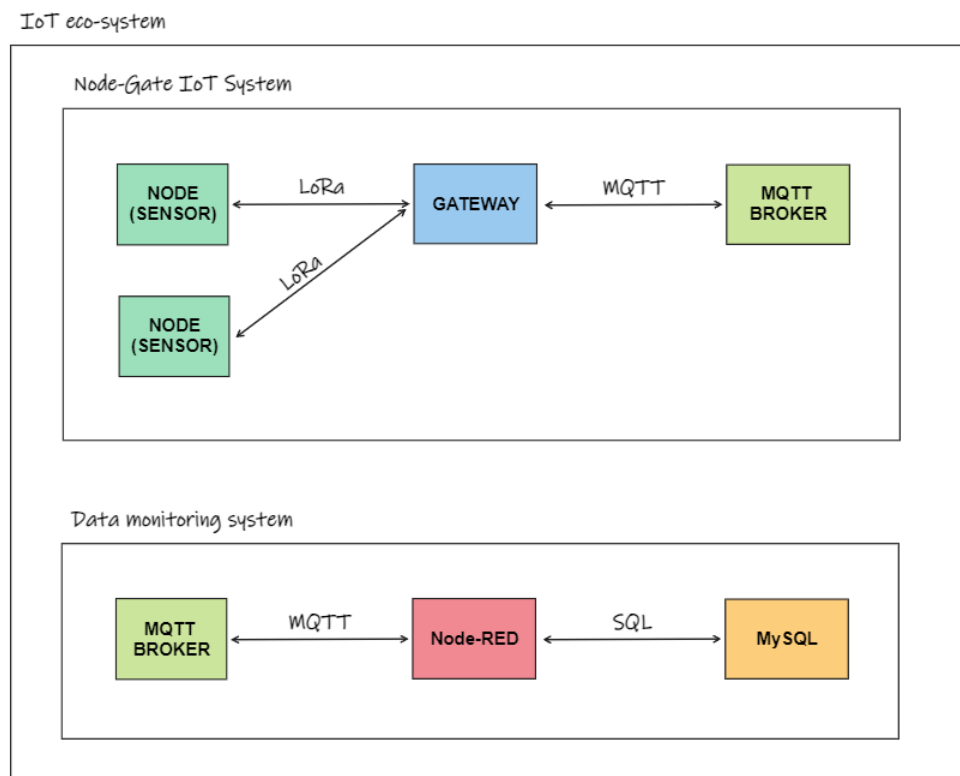 IoT eco-system
Node-Gate IoT System
NODE
(SENSOR)
LoRa
GATEWAY
MQTT
MQTT
BROKER
LoRa
NODE
(SENSOR)
Data monitoring system
MQTT
BROKER
MQTT
Node-RED
SQL
MySQL